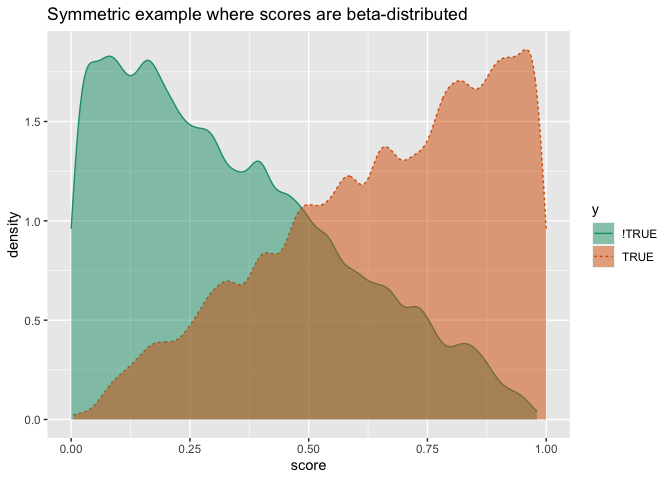 Symmetric example where scores are beta-distributed
density
1.5
1.0
0.5
0.0
0.00 0.25 0.50 0.75 1.00
score
y
!TRUE
TRUE